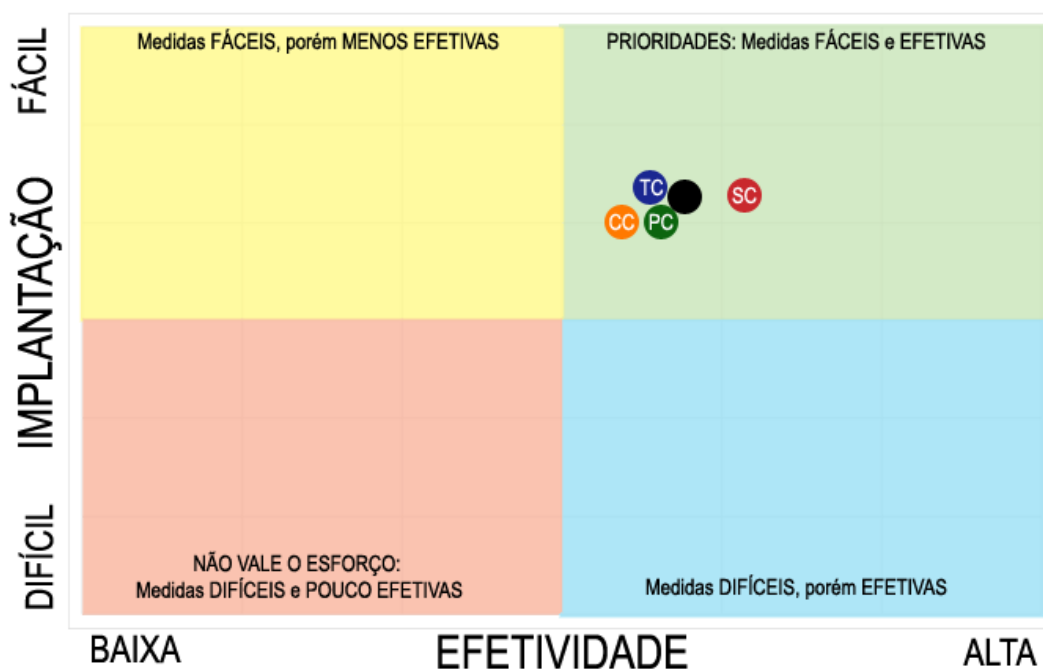 FÁCIL
IMPLANTAÇÃO
DIFÍCIL
Medidas FÁCEIS, porém MENOS EFETIVAS
PRIORIDADES: Medidas FÁCEIS e EFETIVAS
TC
SC
CC
PC
NÃO VALE O ESFORÇO:
Medidas DIFÍCEIS e POUCO EFETIVAS
Medidas DIFÍCEIS, porém EFETIVAS
BAIXA
EFETIVIDADE
ALTA